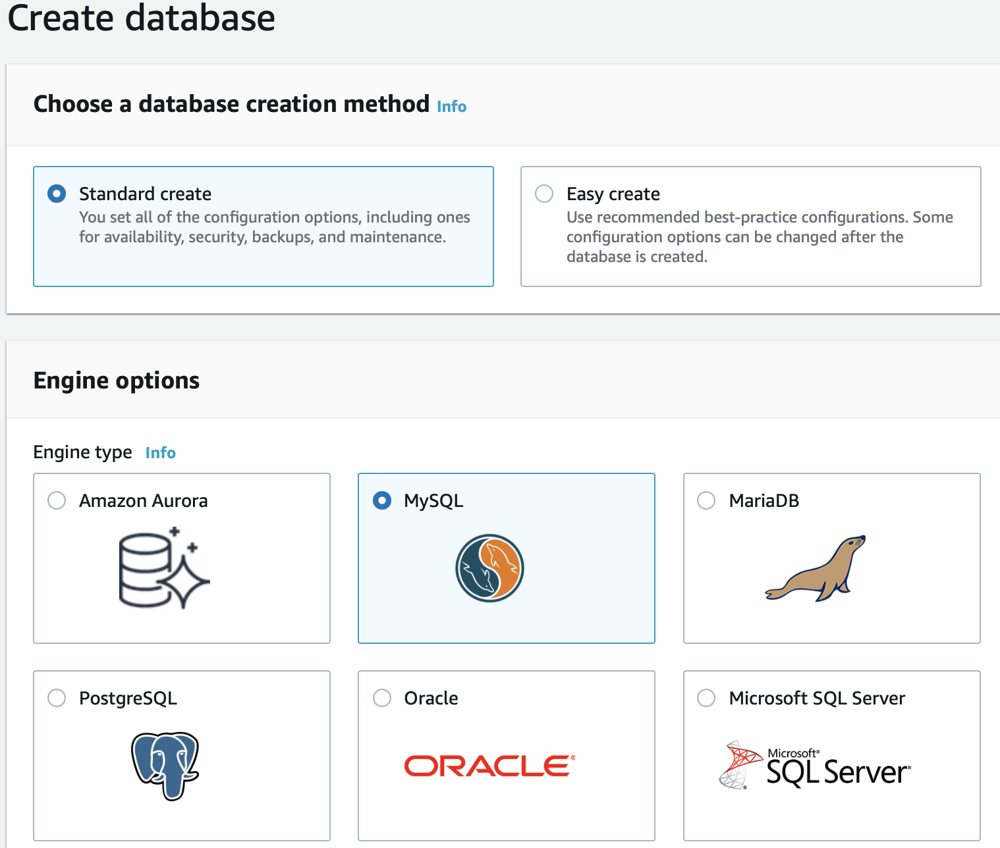 Create database
Choose a database creation method Info
Standard create
You set all of the configuration options, including ones
for availability, security, backups, and maintenance.
Easy create
Use recommended best-practice configurations. Some
configuration options can be changed after the
database is created.
Engine options
Engine type Info
Amazon Aurora
MySQL
MariaDB
PostgreSQL
Oracle
ORACLE®
Microsoft SQL Server
Microsoft®
SQL Server®